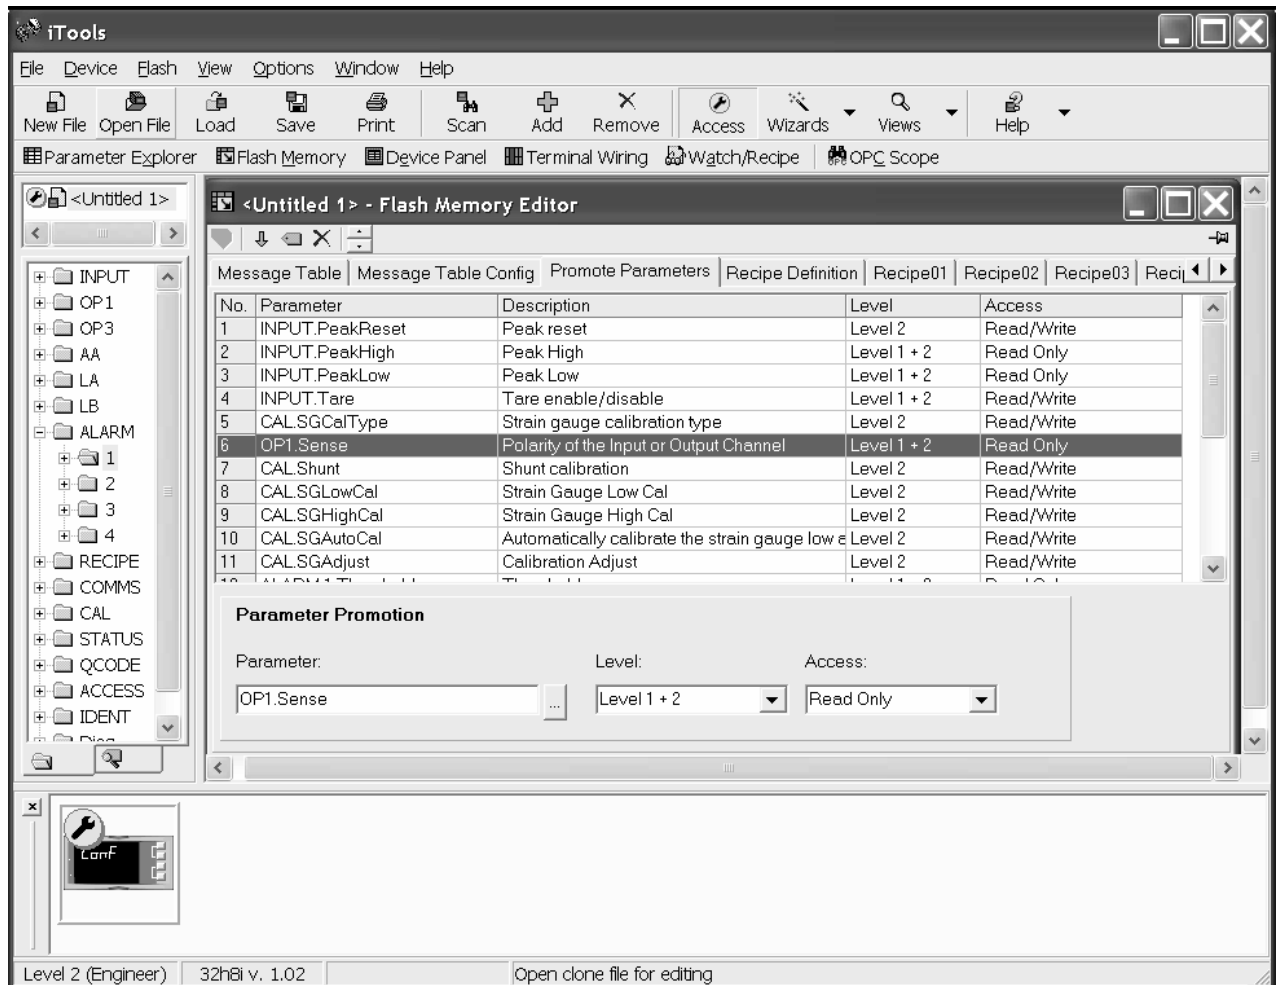 iTools
File Device Flash View Options Window Help
New File Open File Load Save Print Scan Add Remove Access Wizards Views Help
Parameter Explorer Flash Memory Device Panel Terminal Wiring Watch/Recipe OPC Scope
<Untitled 1>
<Untitled 1> - Flash Memory Editor
Message Table Message Table Config Promote Parameters Recipe Definition Recipe01 Recipe02 Recipe03
No. Parameter Description Level Access
1 INPUT.PeakReset Peak reset Level 2 Read/Write
2 INPUT.PeakHigh Peak High Level 1 + 2 Read Only
3 INPUT.PeakLow Peak Low Level 1 + 2 Read Only
4 INPUT.Tare Tare enable/disable Level 1 + 2 Read/Write
5 CAL.SGCalType Strain gauge calibration type Level 2 Read/Write
6 OP1.Sense Polarity of the Input or Output Channel Level 1 + 2 Read Only
7 CAL.Shunt Shunt calibration Level 2 Read/Write
8 CAL.SGLowCal Strain Gauge Low Cal Level 2 Read/Write
9 CAL.SGHighCal Strain Gauge High Cal Level 2 Read/Write
10 CAL.SGAutoCal Automatically calibrate the strain gauge low Level 2 Read/Write
11 CAL.SGAdjust Calibration Adjust Level 2 Read/Write
INPUT
OP1
OP3
AA
LA
LB
ALARM
1
2
3
4
RECIPE
COMMS
CAL
STATUS
QCODE
ACCESS
IDENT
Parameter Promotion
Parameter: Level: Access:
OP1.Sense ... Level 1 + 2 Read Only
ConF
Level 2 (Engineer) 32h8i v. 1.02 Open clone file for editing